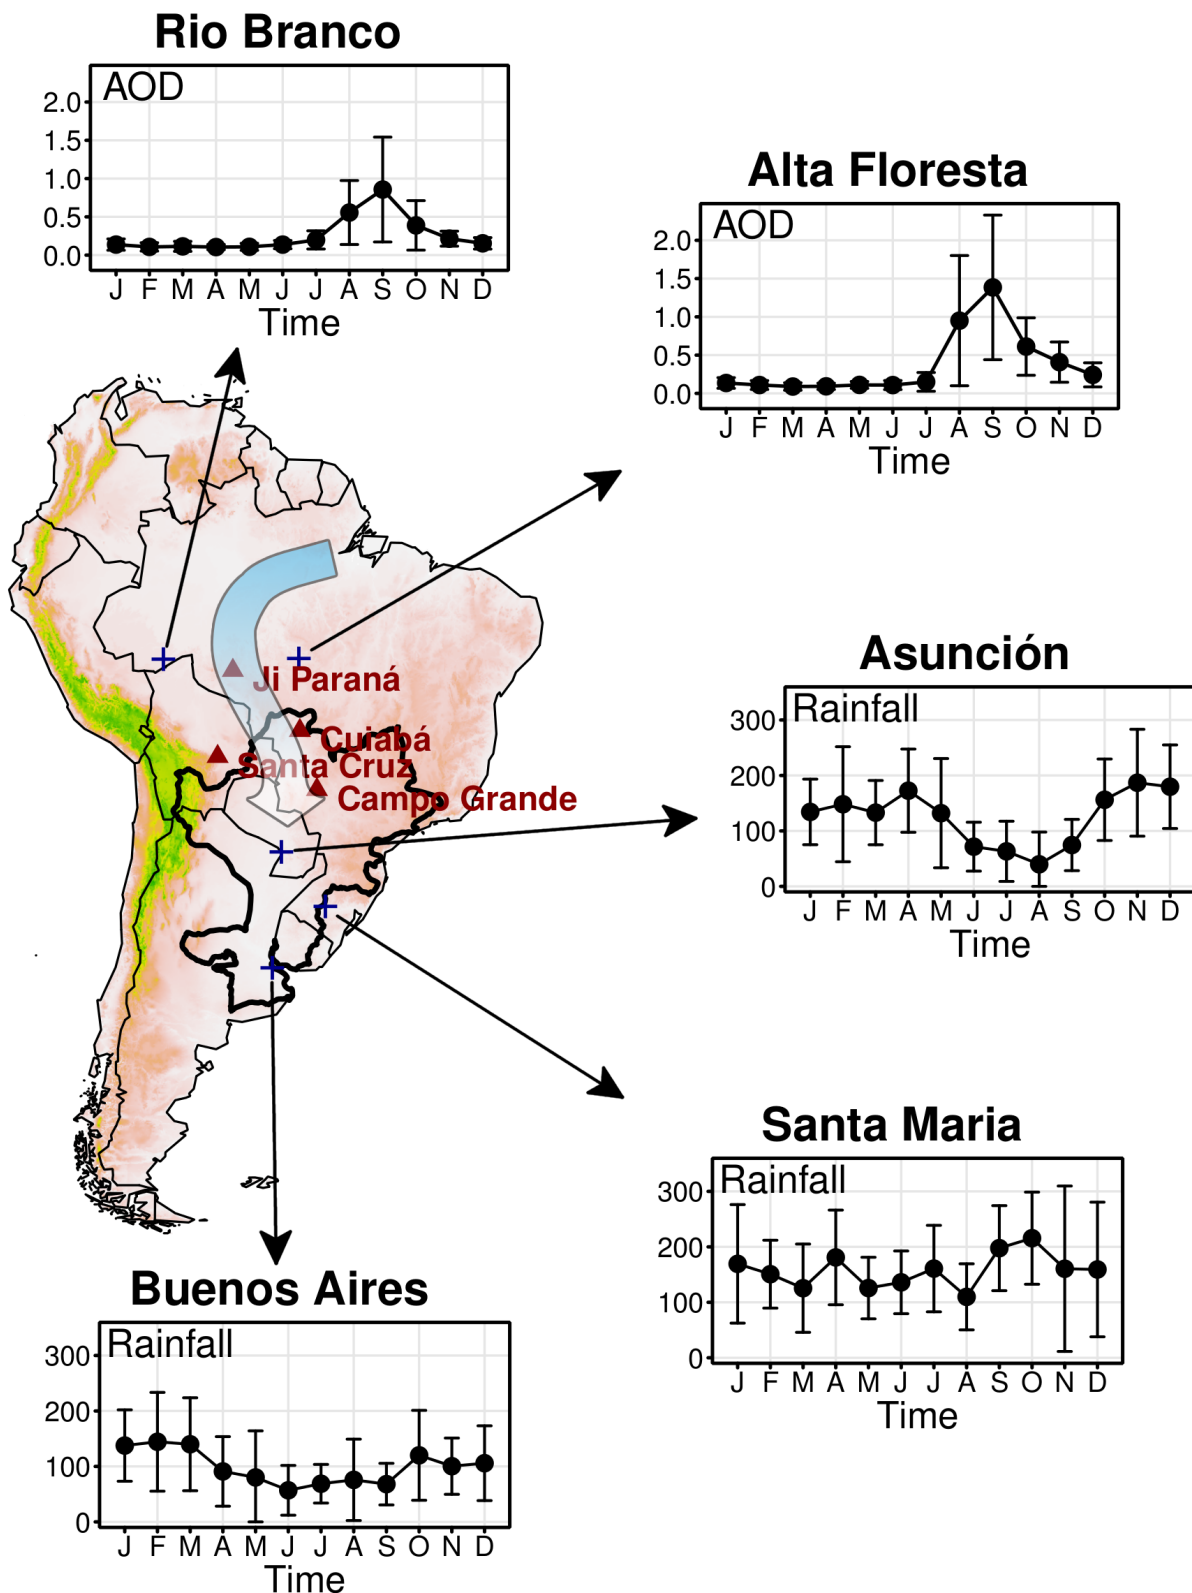 Rio Branco
AOD
2.0
1.5
1.0
0.5
0.0
J F M A M J J A S O N D
Time
Alta Floresta
AOD
2.0
1.5
1.0
0.5
0.0
J F M A M J J A S O N D
Time
Ji Paraná
Cuiabá
Santa Cruz
Campo Grande
Asunción
Rainfall
300
200
100
0
J F M A M J J A S O N D
Time
Santa Maria
Rainfall
300
200
100
0
J F M A M J J A S O N D
Time
Buenos Aires
Rainfall
300
200
100
0
J F M A M J J A S O N D
Time